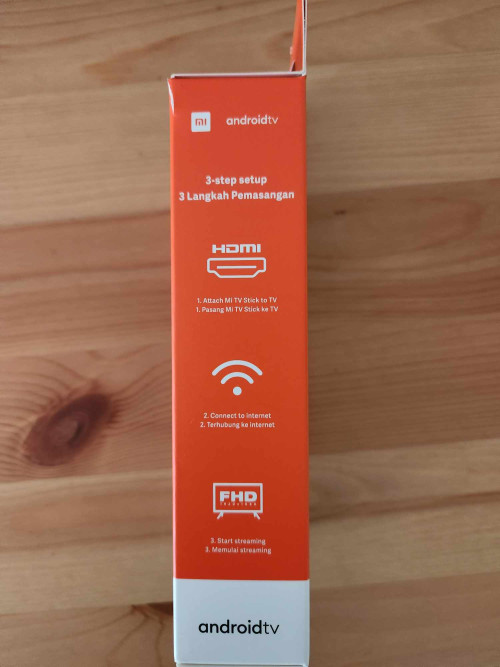 mi androidtv
3-step setup
3 Langkah Pemasangan
HDMI
1. Attach MI TV Stick to TV
1. Pasang MI TV Stick ke TV
2. Connect to internet
2. Terhubung ke internet
FHD
3. Start streaming
3. Memulai streaming
androidtv